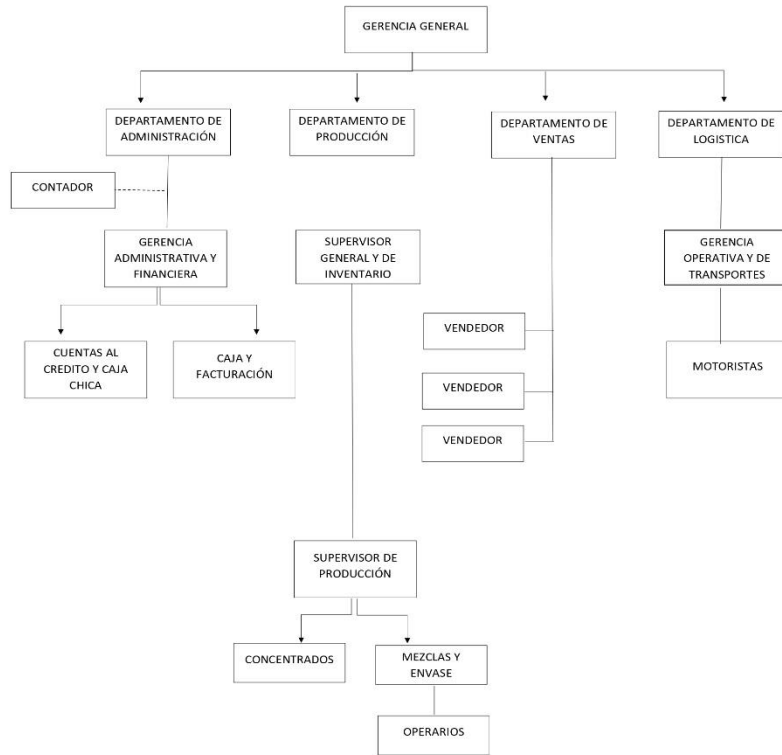 GERENCIA GENERAL
DEPARTAMENTO DE
ADMINISTRACIÓN
DEPARTAMENTO DE
PRODUCCIÓN
DEPARTAMENTO DE
VENTAS
DEPARTAMENTO DE
LOGISTICA
CONTADOR
GERENCIA
ADMINISTRATIVA Y
FINANCIERA
SUPERVISOR
GENERAL Y DE
INVENTARIO
GERENCIA
OPERATIVA Y DE
TRANSPORTES
CUENTAS AL
CREDITO Y CAJA
CHICA
CAJA Y
FACTURACIÓN
VENDEDOR
VENDEDOR
VENDEDOR
MOTORISTAS
SUPERVISOR DE
PRODUCCIÓN
CONCENTRADOS
MEZCLAS Y
ENVASE
OPERARIOS